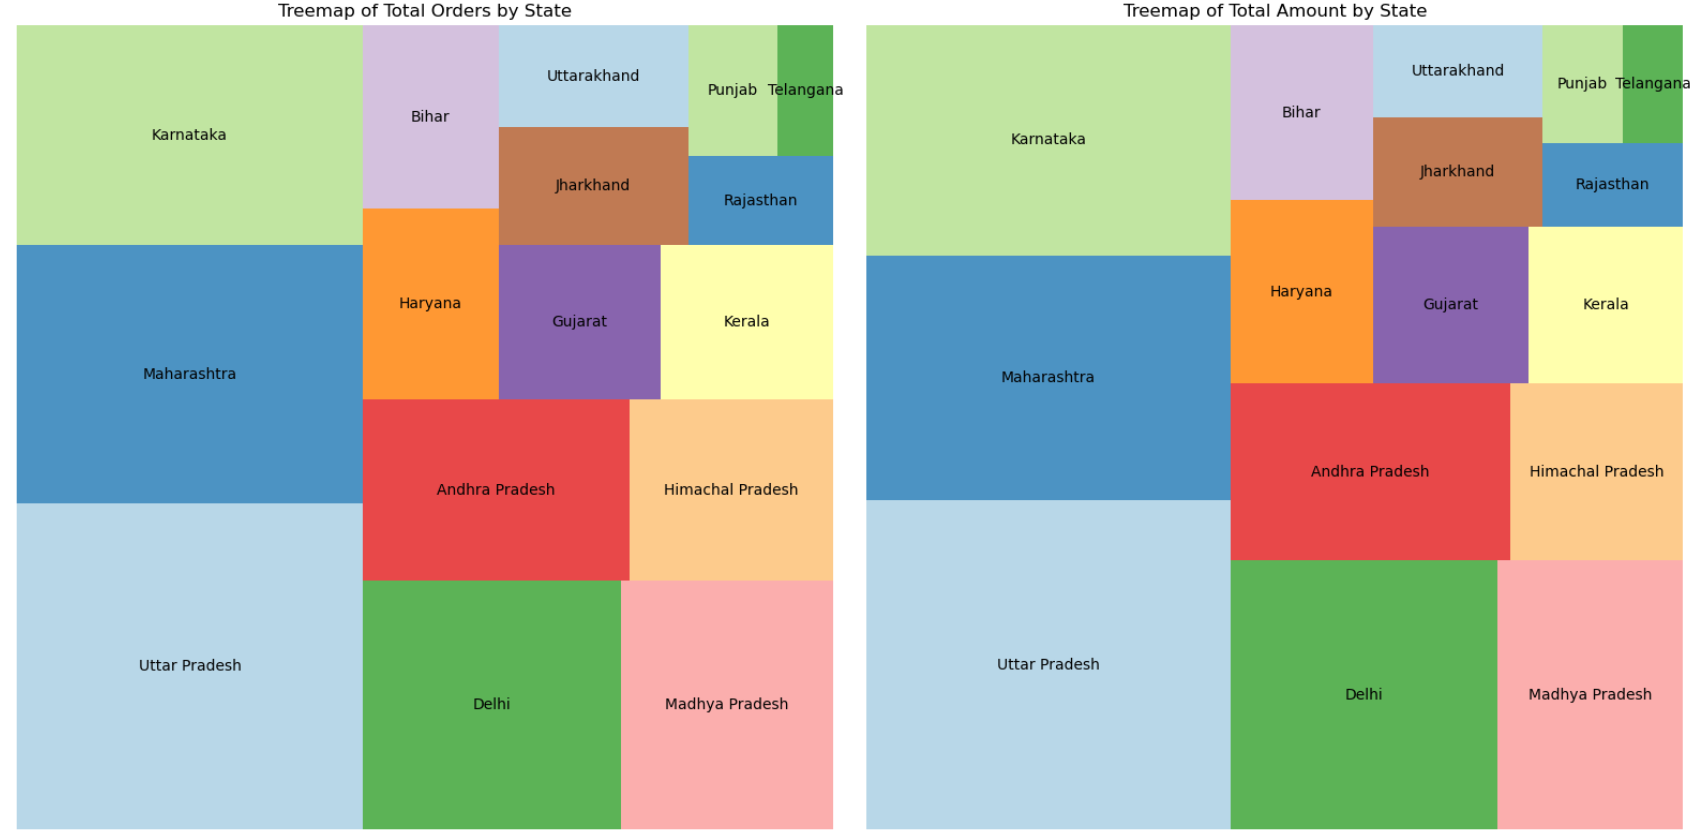 Treemap of Total Orders by State
Karnataka
Bihar
Uttarakhand
Punjab
Telangana
Jharkhand
Rajasthan
Maharashtra
Haryana
Gujarat
Kerala
Andhra Pradesh
Himachal Pradesh
Uttar Pradesh
Delhi
Madhya Pradesh
Treemap of Total Amount by State
Karnataka
Bihar
Uttarakhand
Punjab
Telangana
Jharkhand
Rajasthan
Maharashtra
Haryana
Gujarat
Kerala
Andhra Pradesh
Himachal Pradesh
Uttar Pradesh
Delhi
Madhya Pradesh